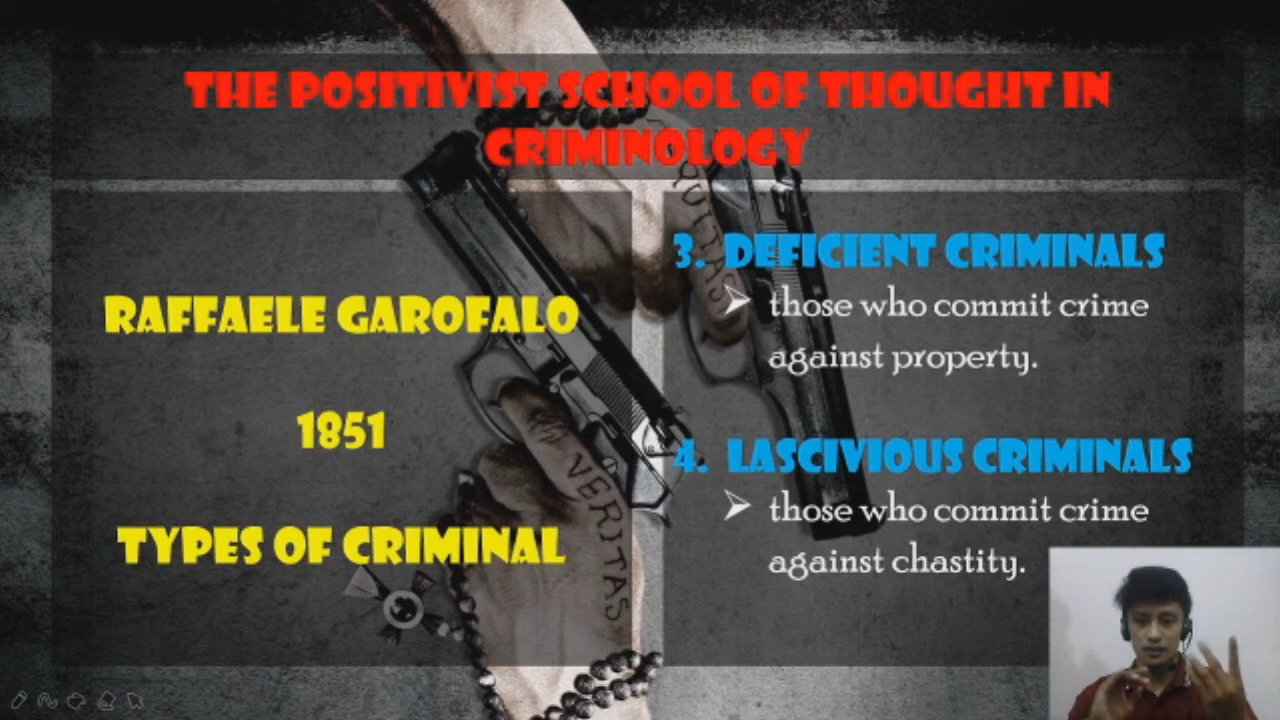 THE POSITIVIST SCHOOL OF THOUGHT IN
CRIMINOLOGY
RAFFAELE GAROFALO
1851
TYPES OF CRIMINAL
3. DEFICIENT CRIMINALS
those who commit crime
against property.
4. LASCIVIOUS CRIMINALS
those who commit crime
against chastity.
VERITAS